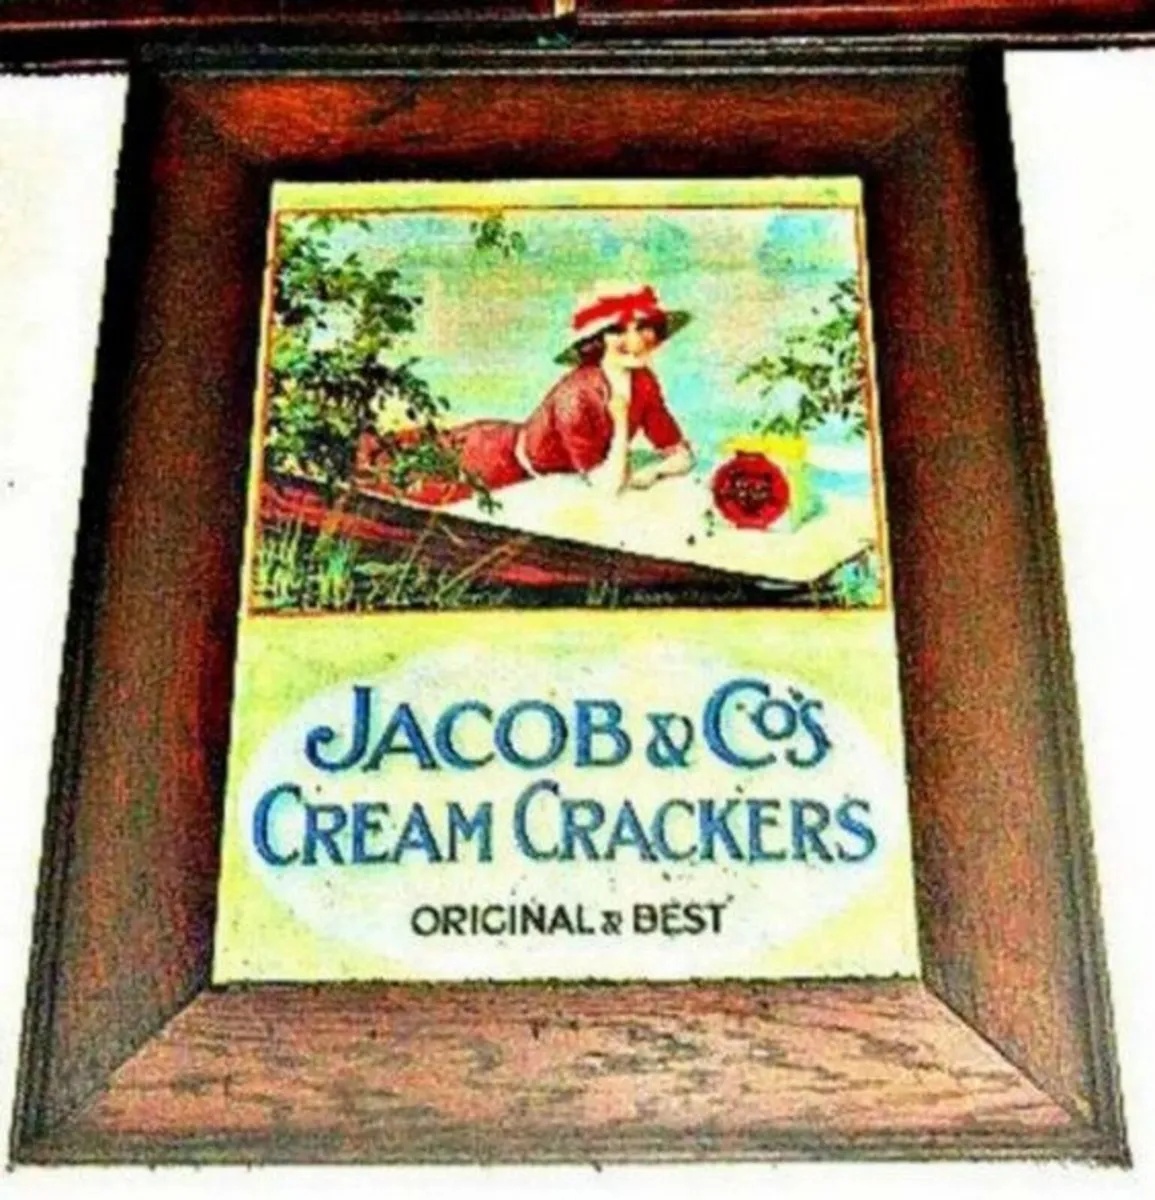 JACOB & Co's
CREAM CRACKERS
ORIGINAL & BEST